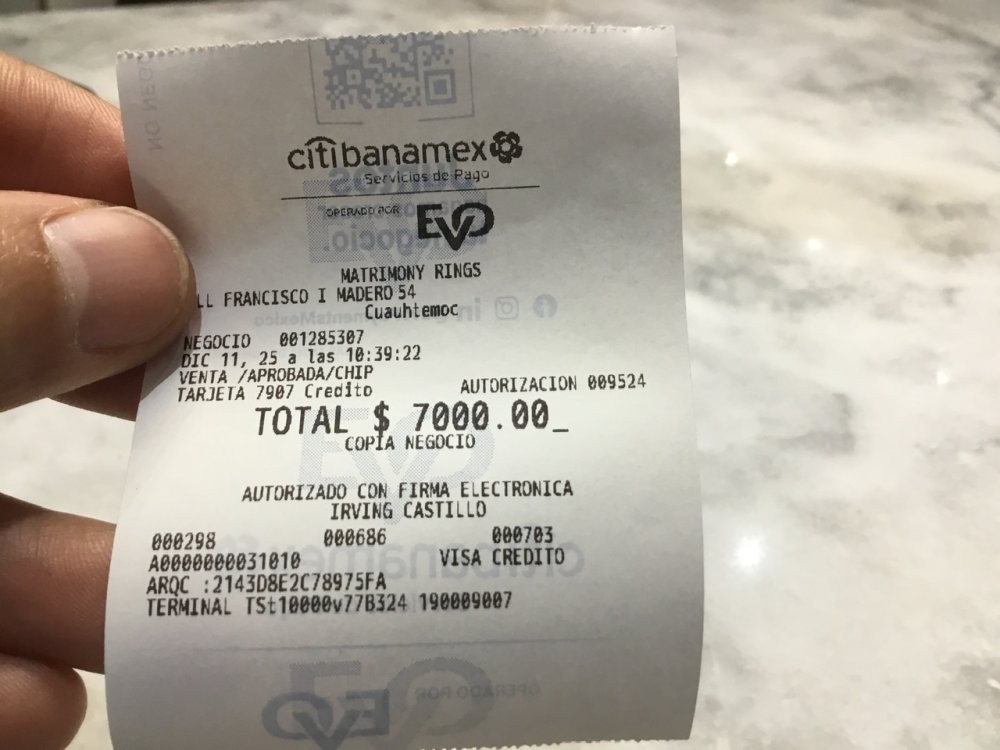 citibanamex
Servicios de Pago
OPERADO POR EVO
MATRIMONY RINGS
LL FRANCISCO I MADERO 54
Cuauhtemoc
NEGOCIO 001285307
DIC 11, 25 a las 10:39:22
VENTA /APROBADA/CHIP
TARJETA 7907 Credito AUTORIZACION 009524
TOTAL $ 7000.00_
COPIA NEGOCIO
AUTORIZADO CON FIRMA ELECTRONICA
IRVING CASTILLO
000298 000686 000703
A0000000031010 VISA CREDITO
ARQC :2143D8E2C78975FA
TERMINAL TSt10000v77B324 190009007